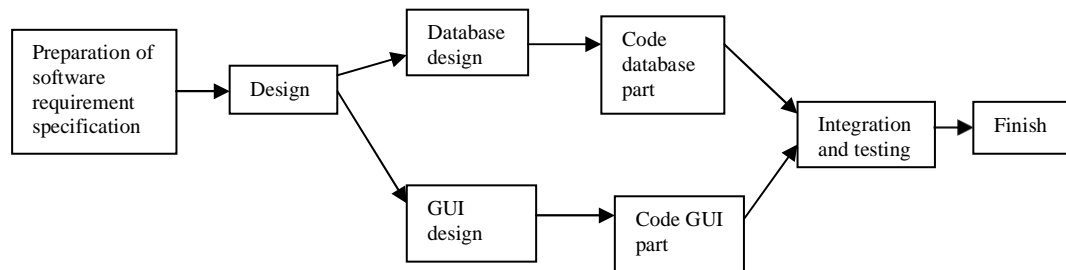 Preparation of
software
requirement
specification
Design
Database
design
Code
database
part
GUI
design
Code GUI
part
Integration
and testing
Finish